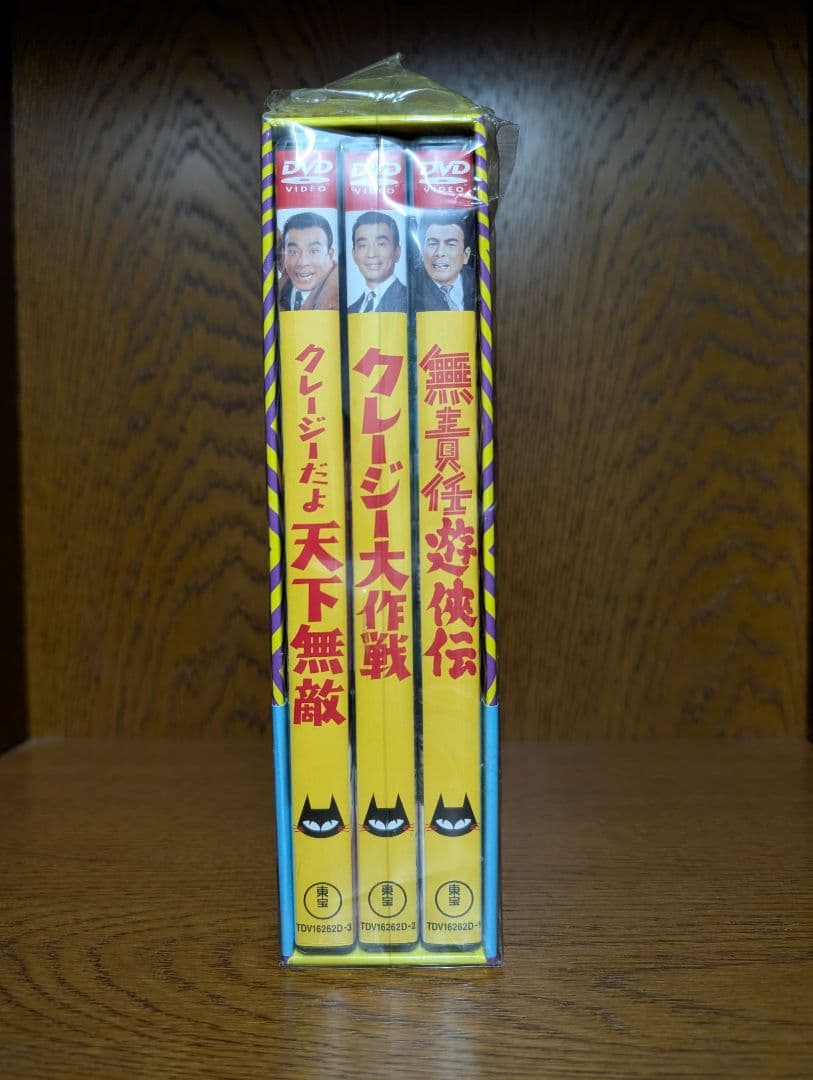 DVD
VIDEO
クレージーだよ
天下無敵
東宝
TDV16262D-3
DVD
VIDEO
クレージー大作戦
東宝
TDV16262D-2
DVD
VIDEO
無責任遊侠伝
東宝
TDV16262D-1